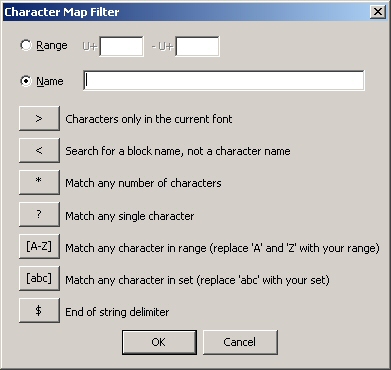 Character Map Filter
Range U+ - U+
Name
> Characters only in the current font
< Search for a block name, not a character name
* Match any number of characters
? Match any single character
[A-Z] Match any character in range (replace 'A' and 'Z' with your range)
[abc] Match any character in set (replace 'abc' with your set)
$ End of string delimiter
OK Cancel